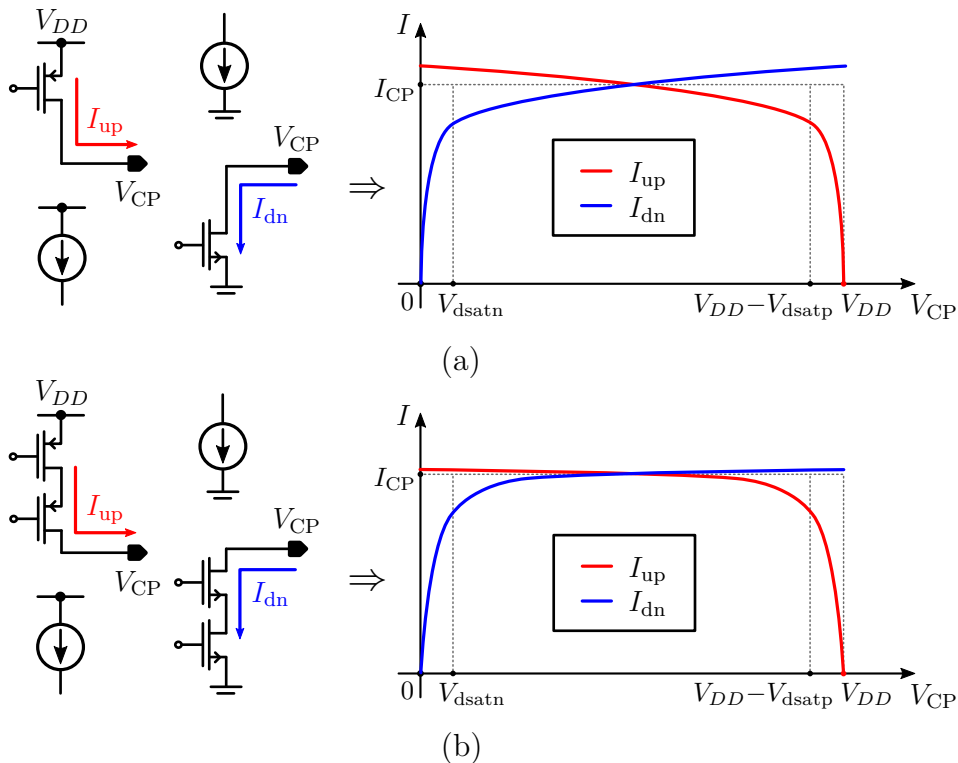 V_DD
I_up
V_CP
V_CP
I_dn
⇒
I
I_CP
I_up
I_dn
0
V_dsatn
V_DD−V_dsatp
V_DD
V_CP
(a)
V_DD
I_up
V_CP
V_CP
I_dn
⇒
I
I_CP
I_up
I_dn
0
V_dsatn
V_DD−V_dsatp
V_DD
V_CP
(b)